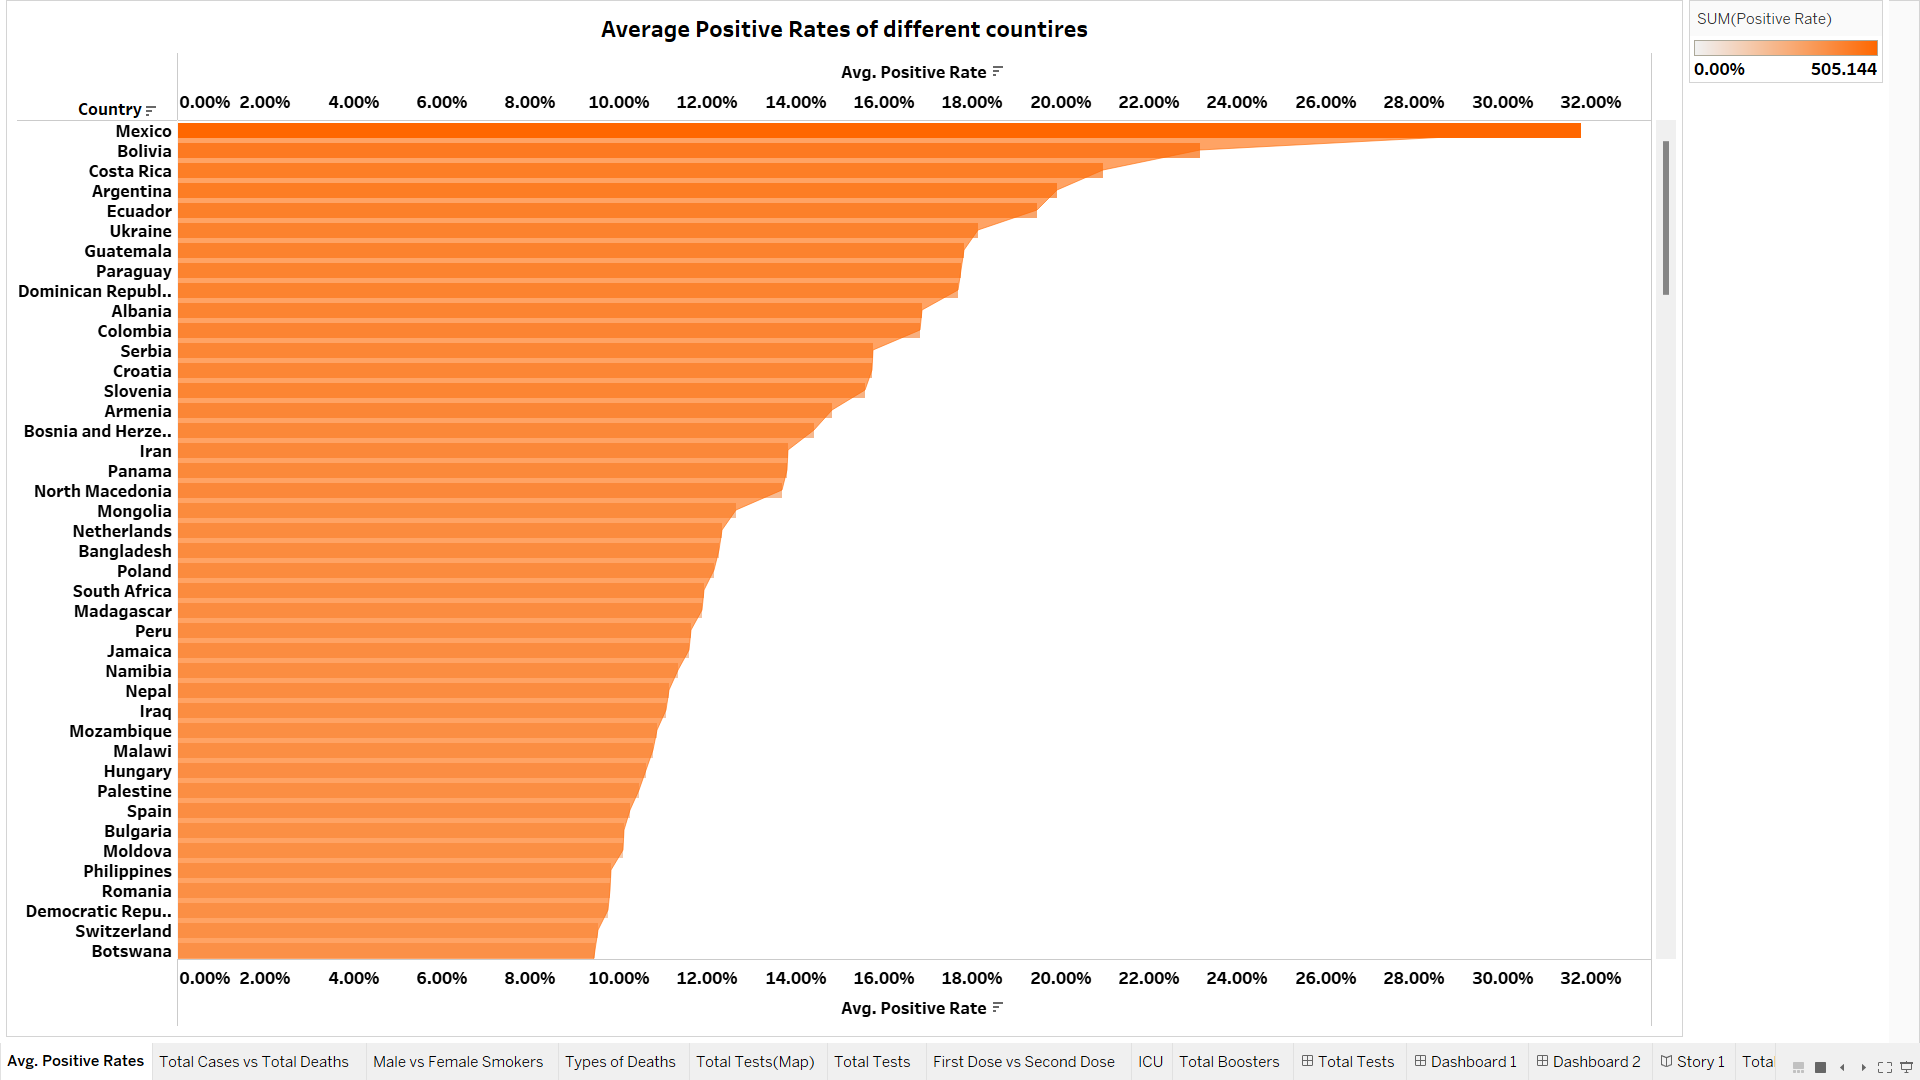 Average Positive Rates of different countires
SUM(Positive Rate)
0.00% 505.144
Avg. Positive Rate
Country
0.00% 2.00% 4.00% 6.00% 8.00% 10.00% 12.00% 14.00% 16.00% 18.00% 20.00% 22.00% 24.00% 26.00% 28.00% 30.00% 32.00%
Mexico
Bolivia
Costa Rica
Argentina
Ecuador
Ukraine
Guatemala
Paraguay
Dominican Republ..
Albania
Colombia
Serbia
Croatia
Slovenia
Armenia
Bosnia and Herze..
Iran
Panama
North Macedonia
Mongolia
Netherlands
Bangladesh
Poland
South Africa
Madagascar
Peru
Jamaica
Namibia
Nepal
Iraq
Mozambique
Malawi
Hungary
Palestine
Spain
Bulgaria
Moldova
Philippines
Romania
Democratic Repu..
Switzerland
Botswana
0.00% 2.00% 4.00% 6.00% 8.00% 10.00% 12.00% 14.00% 16.00% 18.00% 20.00% 22.00% 24.00% 26.00% 28.00% 30.00% 32.00%
Avg. Positive Rate
Avg. Positive Rates Total Cases vs Total Deaths Male vs Female Smokers Types of Deaths Total Tests(Map) Total Tests First Dose vs Second Dose ICU Total Boosters Total Tests Dashboard 1 Dashboard 2 Story 1 Total